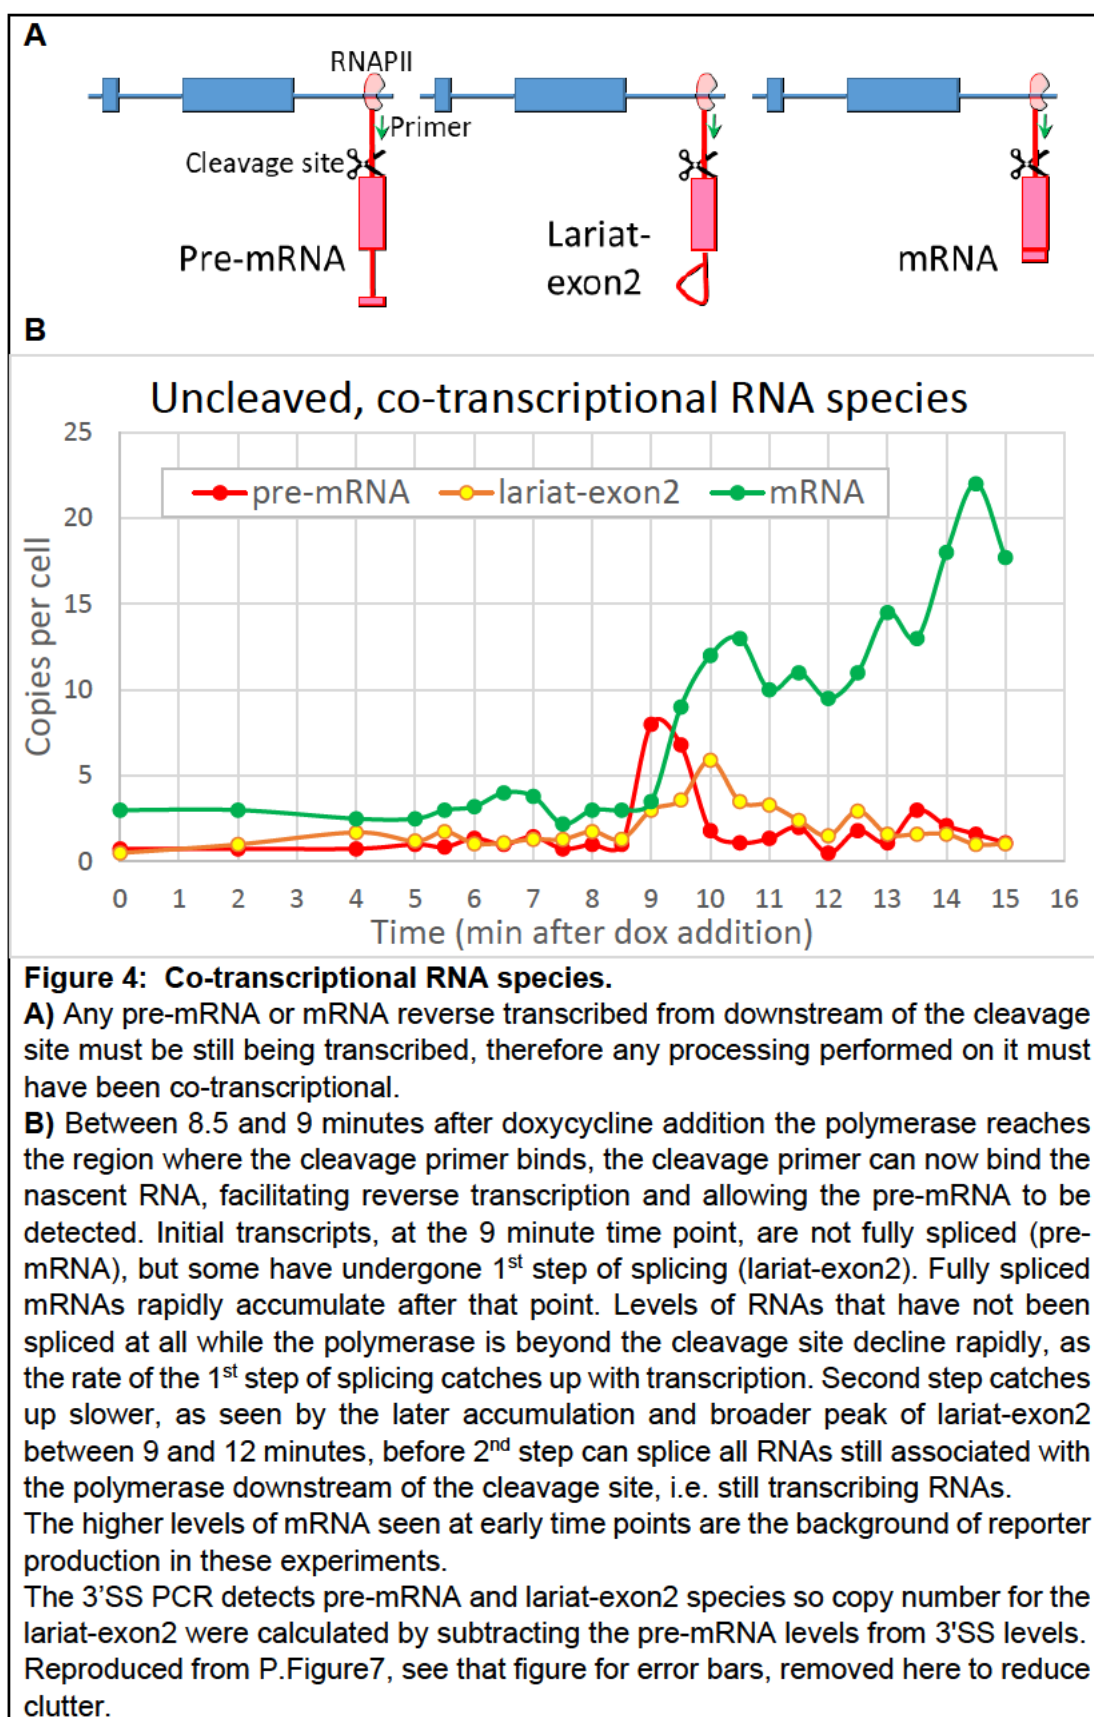 A
RNAPII
Primer
Cleavage site
Pre-mRNA
Lariat-
exon2
mRNA
B
Uncleaved, co-transcriptional RNA species
25
20
15
10
5
0
pre-mRNA lariat-exon2 mRNA
Copies per cell
0 1 2 3 4 5 6 7 8 9 10 11 12 13 14 15 16
Time (min after dox addition)
Figure 4: Co-transcriptional RNA species.
A) Any pre-mRNA or mRNA reverse transcribed from downstream of the cleavage
site must be still being transcribed, therefore any processing performed on it must
have been co-transcriptional.
B) Between 8.5 and 9 minutes after doxycycline addition the polymerase reaches
the region where the cleavage primer binds, the cleavage primer can now bind the
nascent RNA, facilitating reverse transcription and allowing the pre-mRNA to be
detected. Initial transcripts, at the 9 minute time point, are not fully spliced (pre-
mRNA), but some have undergone 1st step of splicing (lariat-exon2). Fully spliced
mRNAs rapidly accumulate after that point. Levels of RNAs that have not been
spliced at all while the polymerase is beyond the cleavage site decline rapidly, as
the rate of the 1st step of splicing catches up with transcription. Second step catches
up slower, as seen by the later accumulation and broader peak of lariat-exon2
between 9 and 12 minutes, before 2nd step can splice all RNAs still associated with
the polymerase downstream of the cleavage site, i.e. still transcribing RNAs.
The higher levels of mRNA seen at early time points are the background of reporter
production in these experiments.
The 3'SS PCR detects pre-mRNA and lariat-exon2 species so copy number for the
lariat-exon2 were calculated by subtracting the pre-mRNA levels from 3'SS levels.
Reproduced from P.Figure7, see that figure for error bars, removed here to reduce
clutter.